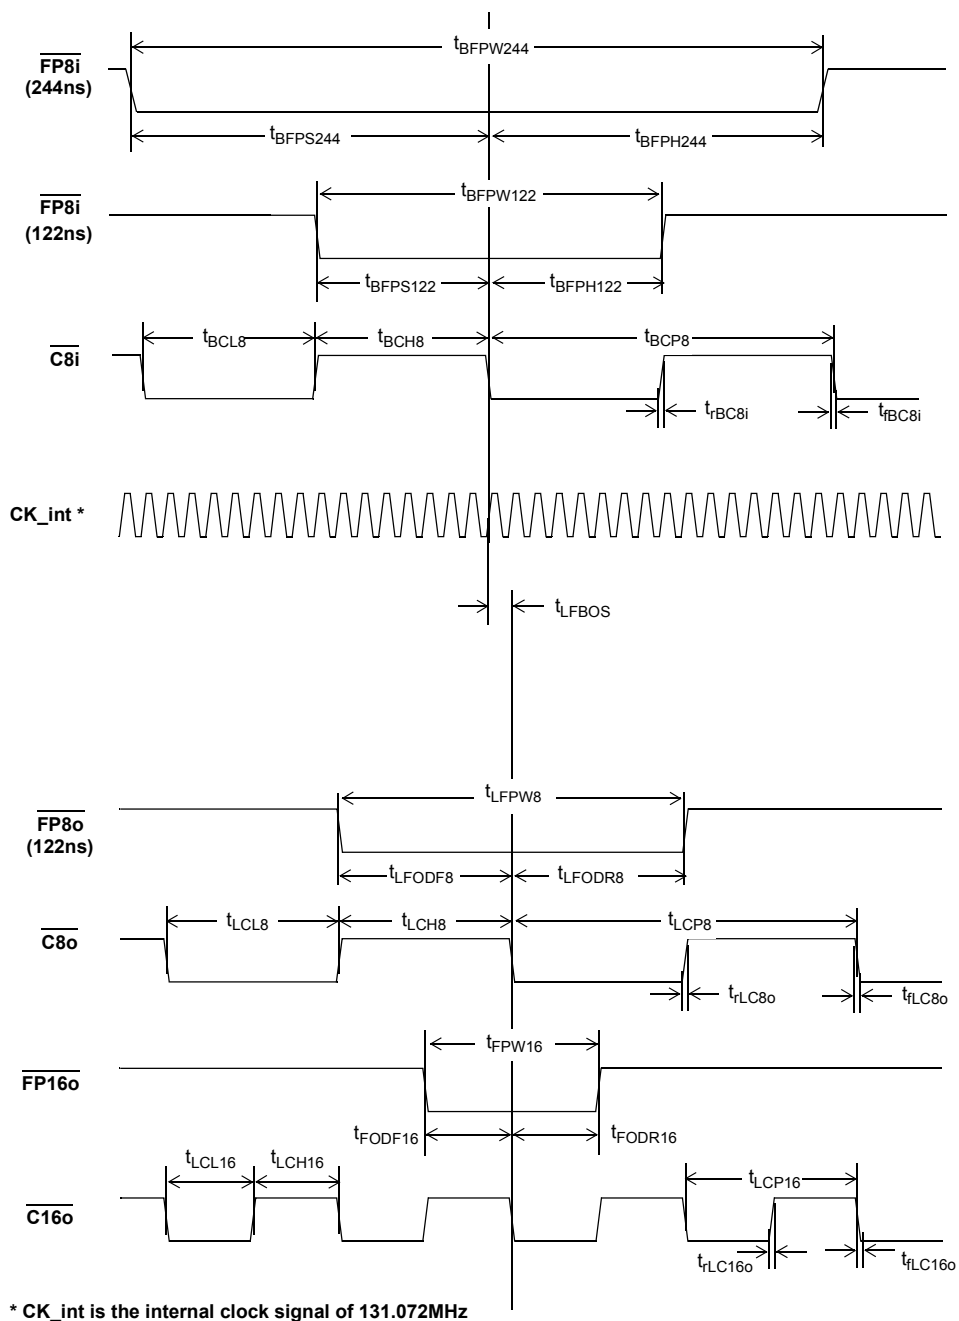 tBFPW244
FP8i
(244ns)
tBFPS244
tBFPH244
FP8i
(122ns)
tBFPW122
tBFPS122
tBFPH122
C8i
tBCL8
tBCH8
tBCP8
trBC8i
tfBC8i
CK_int *
tLFBOS
FP8o
(122ns)
tLFPW8
tLFODF8
tLFODR8
C8o
tLCL8
tLCH8
tLCP8
trLC8o
tfLC8o
FP16o
tFPW16
tFODF16
tFODR16
C16o
tLCL16
tLCH16
tLCP16
trLC16o
tfLC16o
* CK_int is the internal clock signal of 131.072MHz